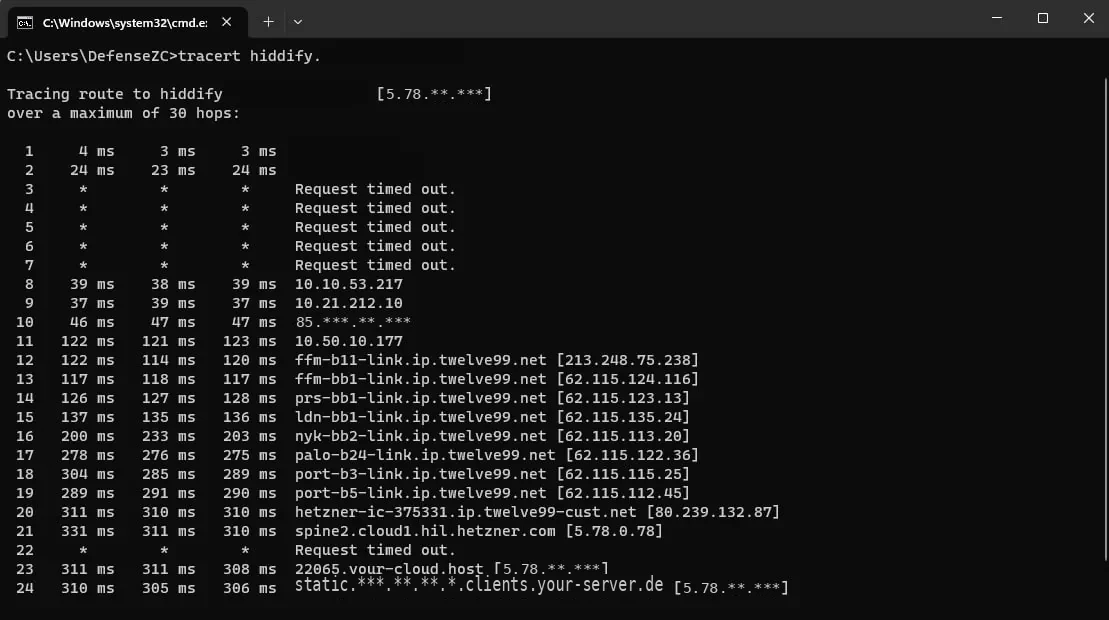 C:\Windows\system32\cmd.e:
C:\Users\DefenseZC>tracert hiddify.
Tracing route to hiddify [5.78.**.***]
over a maximum of 30 hops:
1 4 ms 3 ms 3 ms
2 24 ms 23 ms 24 ms
3 * * * Request timed out.
4 * * * Request timed out.
5 * * * Request timed out.
6 * * * Request timed out.
7 * * * Request timed out.
8 39 ms 38 ms 39 ms 10.10.53.217
9 37 ms 39 ms 37 ms 10.21.212.10
10 46 ms 47 ms 47 ms 85.***.**.***
11 122 ms 121 ms 123 ms 10.50.10.177
12 122 ms 114 ms 120 ms ffm-b11-link.ip.twelve99.net [213.248.75.238]
13 117 ms 118 ms 117 ms ffm-bb1-link.ip.twelve99.net [62.115.124.116]
14 126 ms 127 ms 128 ms prs-bb1-link.ip.twelve99.net [62.115.123.13]
15 137 ms 135 ms 136 ms ldn-bb1-link.ip.twelve99.net [62.115.135.24]
16 200 ms 233 ms 203 ms nyk-bb2-link.ip.twelve99.net [62.115.113.20]
17 278 ms 276 ms 275 ms palo-b24-link.ip.twelve99.net [62.115.122.36]
18 304 ms 285 ms 289 ms port-b3-link.ip.twelve99.net [62.115.115.25]
19 289 ms 291 ms 290 ms port-b5-link.ip.twelve99.net [62.115.112.45]
20 311 ms 310 ms 310 ms hetzner-ic-375331.ip.twelve99-cust.net [80.239.132.87]
21 331 ms 311 ms 310 ms spine2.cloud1.hil.hetzner.com [5.78.0.78]
22 * * * Request timed out.
23 311 ms 311 ms 308 ms 22065.your-cloud.host [5.78.**.***]
24 310 ms 305 ms 306 ms static.***.**.**.*.clients.your-server.de [5.78.**.***]